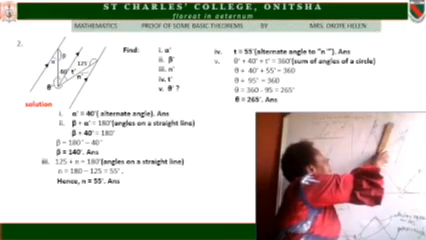 ST CHARLES' COLLEGE, ONITSHA
floreat in aeternum
MATHEMATICS PROOF OF SOME BASIC THEOREMS BY MRS. OKOYE HELEN
2.
Find:
i. α°
ii. β°
iii. n°
iv. t°
v. θ° ?
125
40° t°
n
β
α
θ
solution
i. α° = 40°( alternate angle). Ans
ii. β + α° = 180°(angles on a straight line)
β + 40° = 180°
β = 180° - 40°
β = 140°. Ans
iii. 125 + n = 180°(angles on a straight line)
n = 180 - 125 = 55°.
Hence, n = 55°. Ans
iv. t = 55°(alternate angle to "n°"). Ans
v. θ° + 40° + t° = 360°(sum of angles of a circle)
θ + 40° + 55° = 360
θ + 95° = 360
θ = 360 - 95 = 265°
θ = 265°. Ans